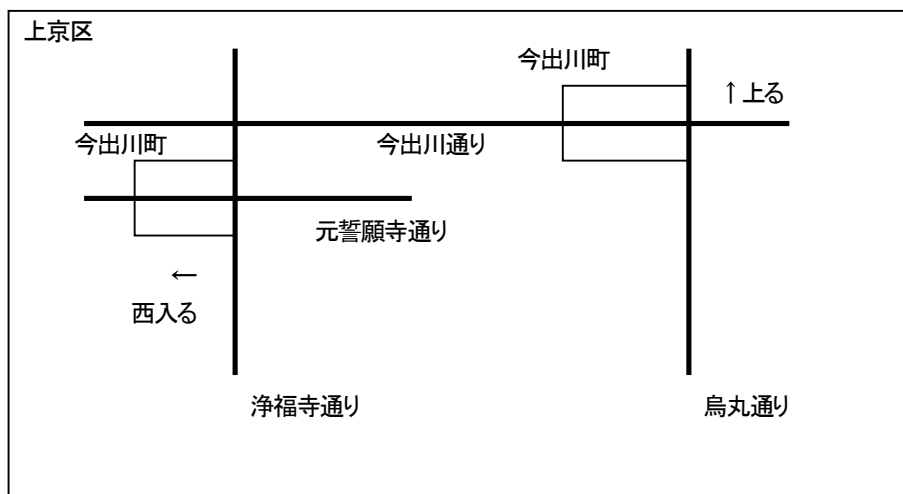 上京区
今出川町
↑上る
今出川町
今出川通り
元誓願寺通り
←
西入る
浄福寺通り
烏丸通り